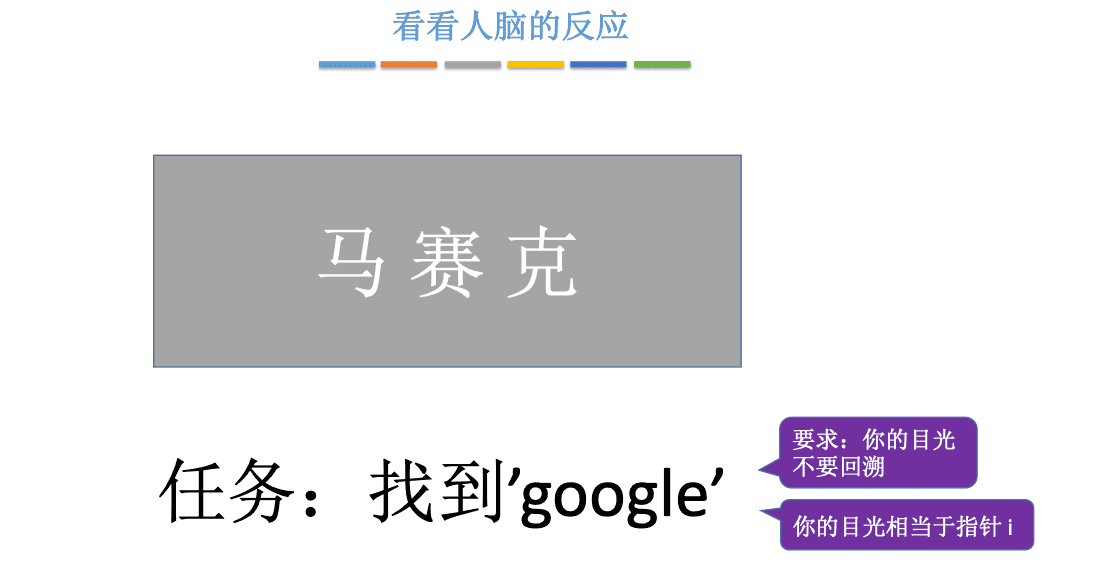 看看人脑的反应
马赛克
任务：找到’google’
要求：你的目光
不要回溯
你的目光相当于指针 i